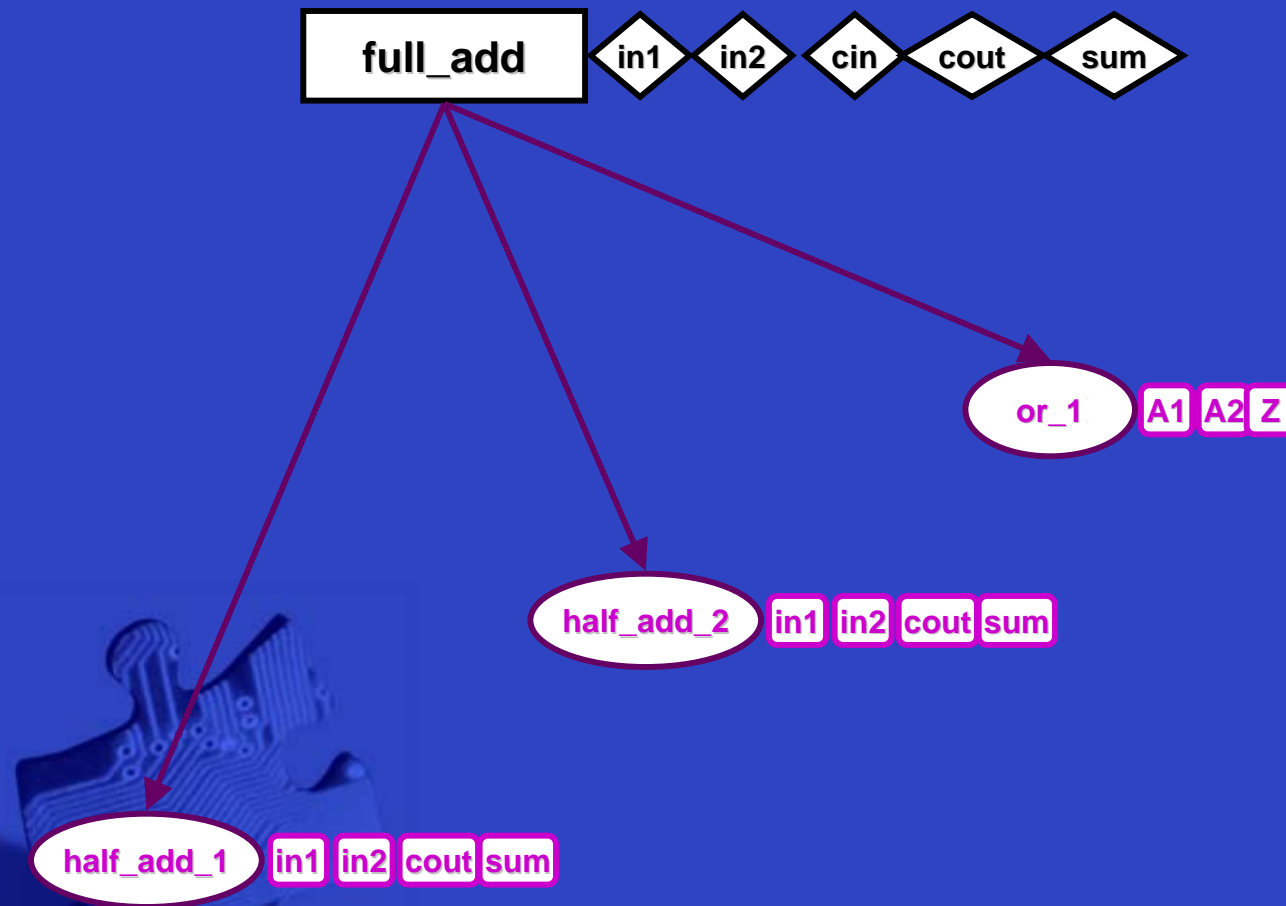 full_add in1 in2 cin cout sum
or_1 A1 A2 Z
half_add_2 in1 in2 cout sum
half_add_1 in1 in2 cout sum